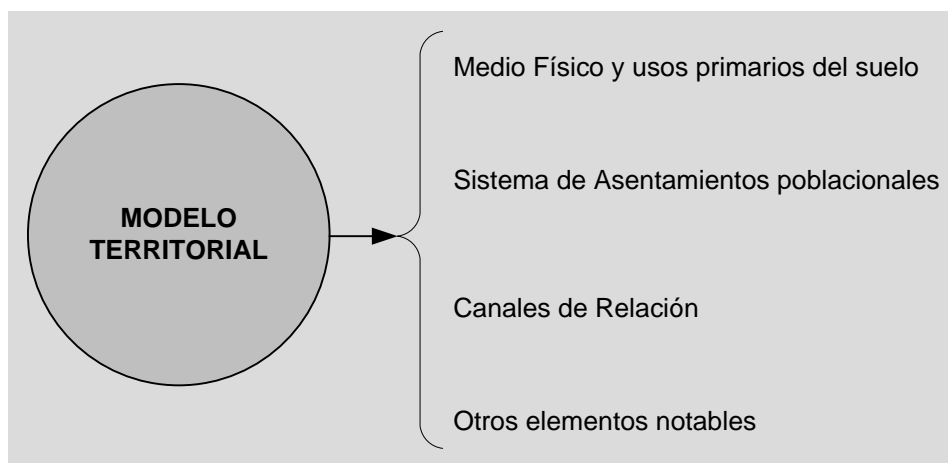 MODELO
TERRITORIAL
Medio Físico y usos primarios del suelo
Sistema de Asentamientos poblacionales
Canales de Relación
Otros elementos notables